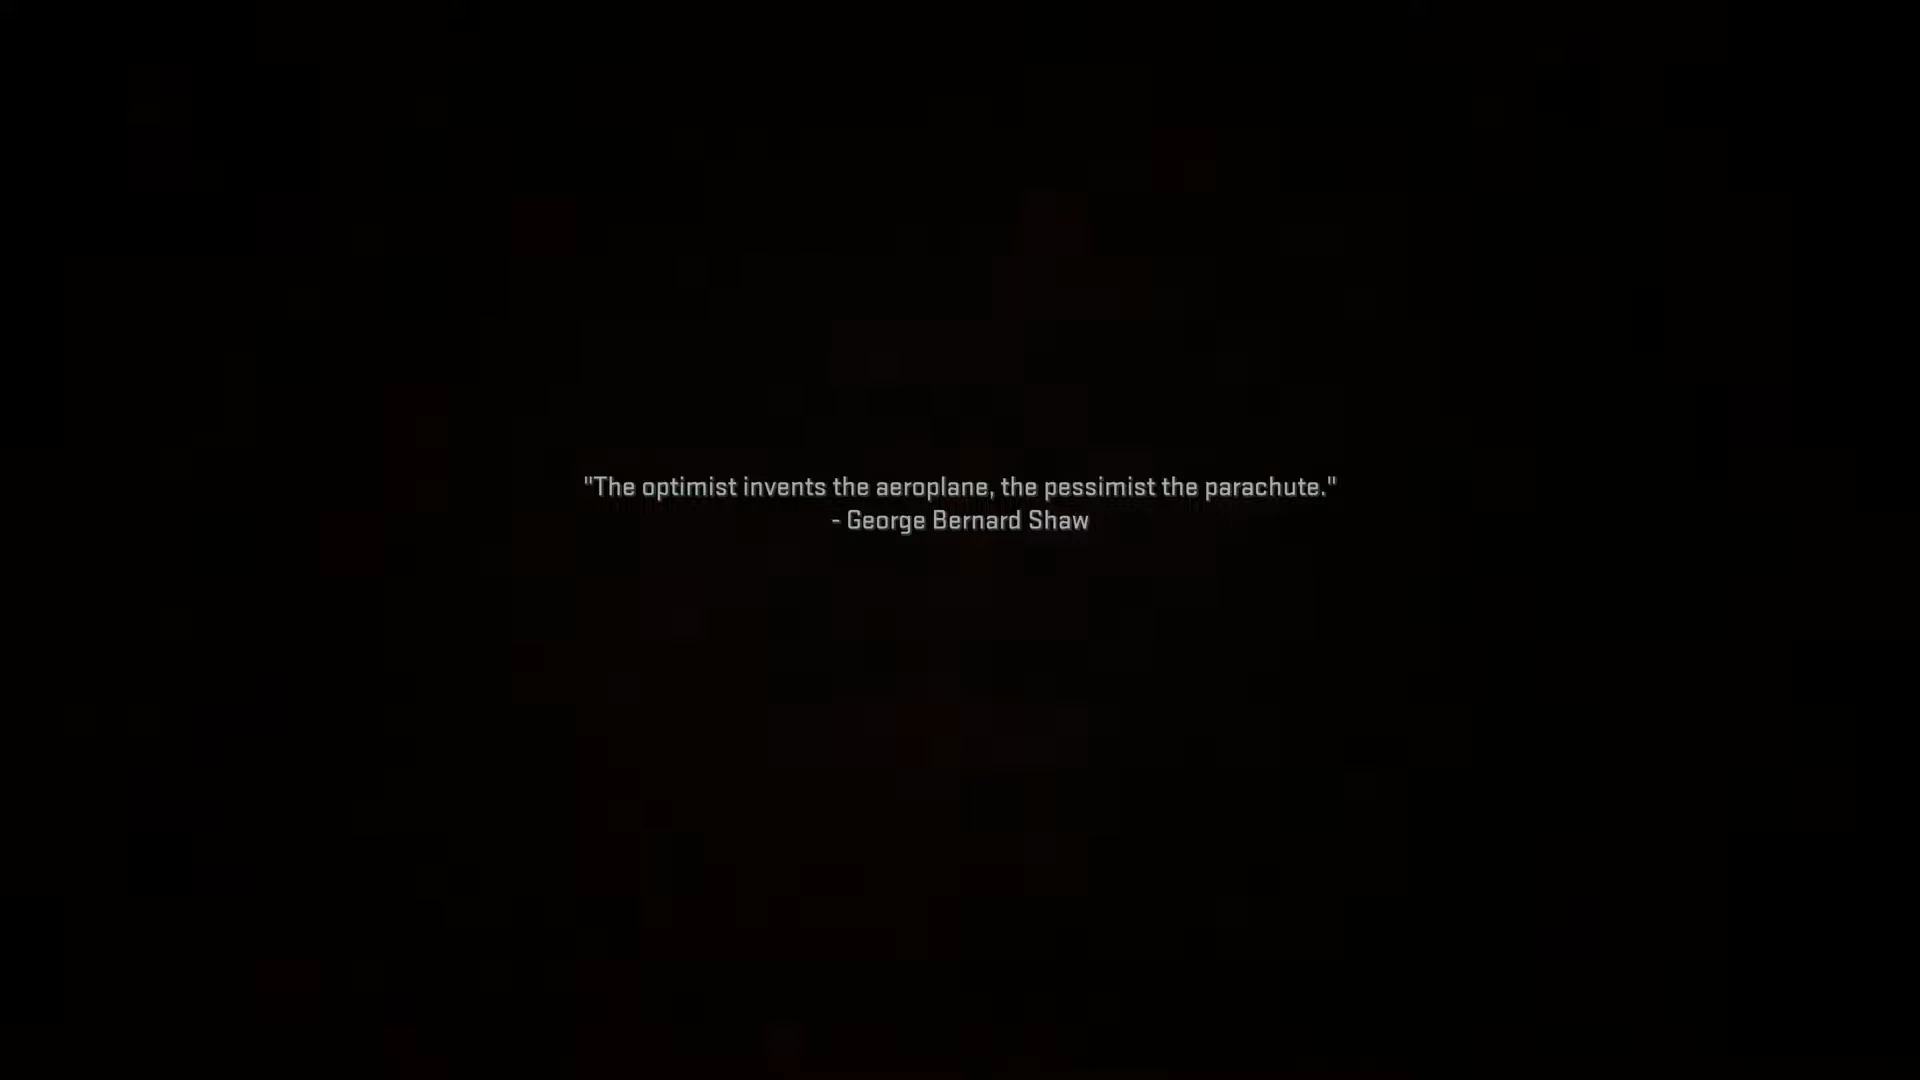 "The optimist invents the aeroplane, the pessimist the parachute."
- George Bernard Shaw